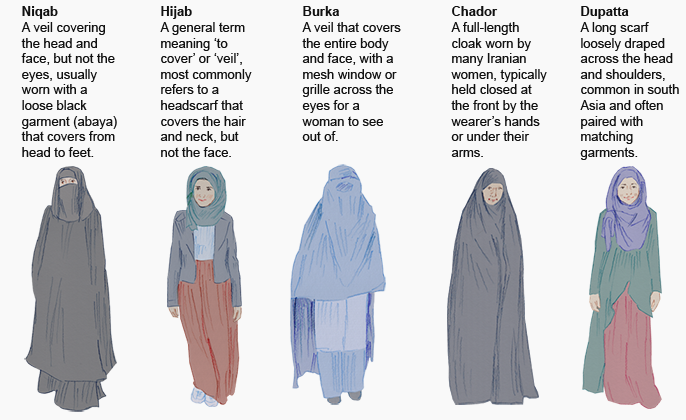 Niqab
A veil covering
the head and
face, but not the
eyes, usually
worn with a
loose black
garment (abaya)
that covers from
head to feet.
Hijab
A general term
meaning ‘to
cover’ or ‘veil’,
most commonly
refers to a
headscarf that
covers the hair
and neck, but
not the face.
Burka
A veil that covers
the entire body
and face, with a
mesh window or
grille across the
eyes for a
woman to see
out of.
Chador
A full-length
cloak worn by
many Iranian
women, typically
held closed at
the front by the
wearer’s hands
or under their
arms.
Dupatta
A long scarf
loosely draped
across the head
and shoulders,
common in south
Asia and often
paired with
matching
garments.